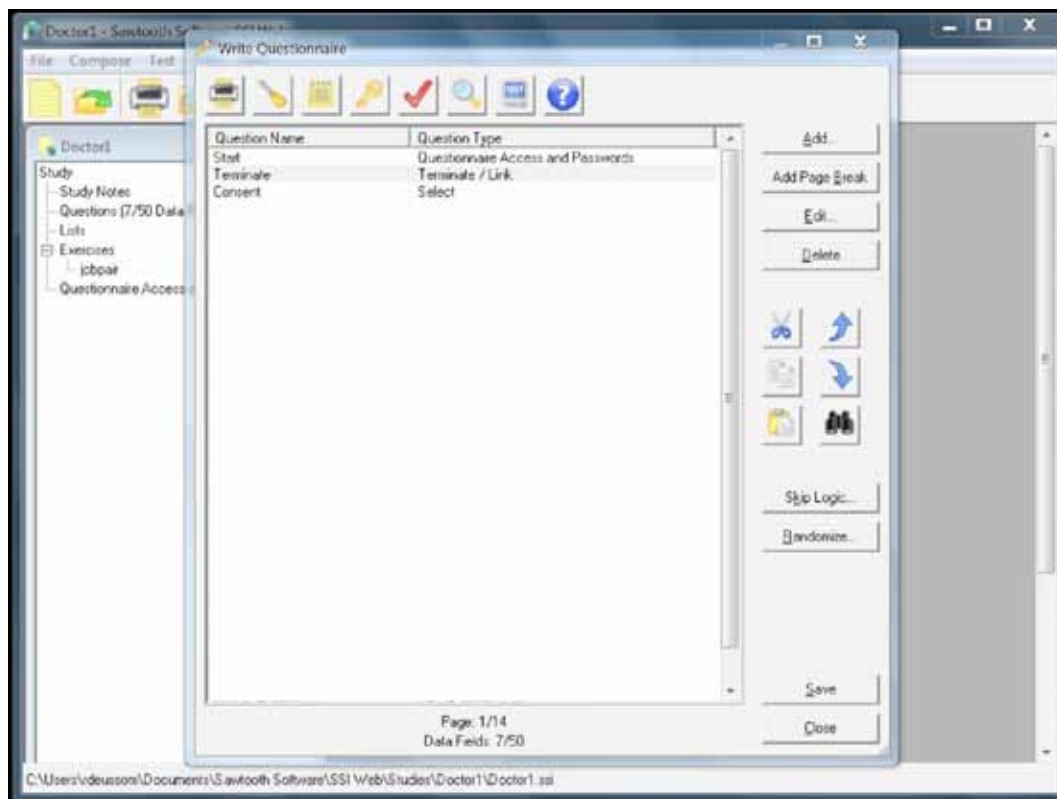 Doctor1 - Sawtooth Software SSI Web
Write Questionnaire
File Compose Test
Doctor1
Study
Study Notes
Questions (7/50 Data
Lists
Exercises
jcbpair
Questionnaire Access
Question Name Question Type
Start Questionnaire Access and Passwords
Terminate Terminate / Link
Consent Select
Add...
Add Page Break
Edit...
Delete
Skip Logic...
Randomize...
Save
Close
Page: 1/14
Data Fields: 7/50
C:\Users\vdeussom\Documents\Sawtooth Software\SSI Web\Studies\Doctor1\Doctor1.ssi